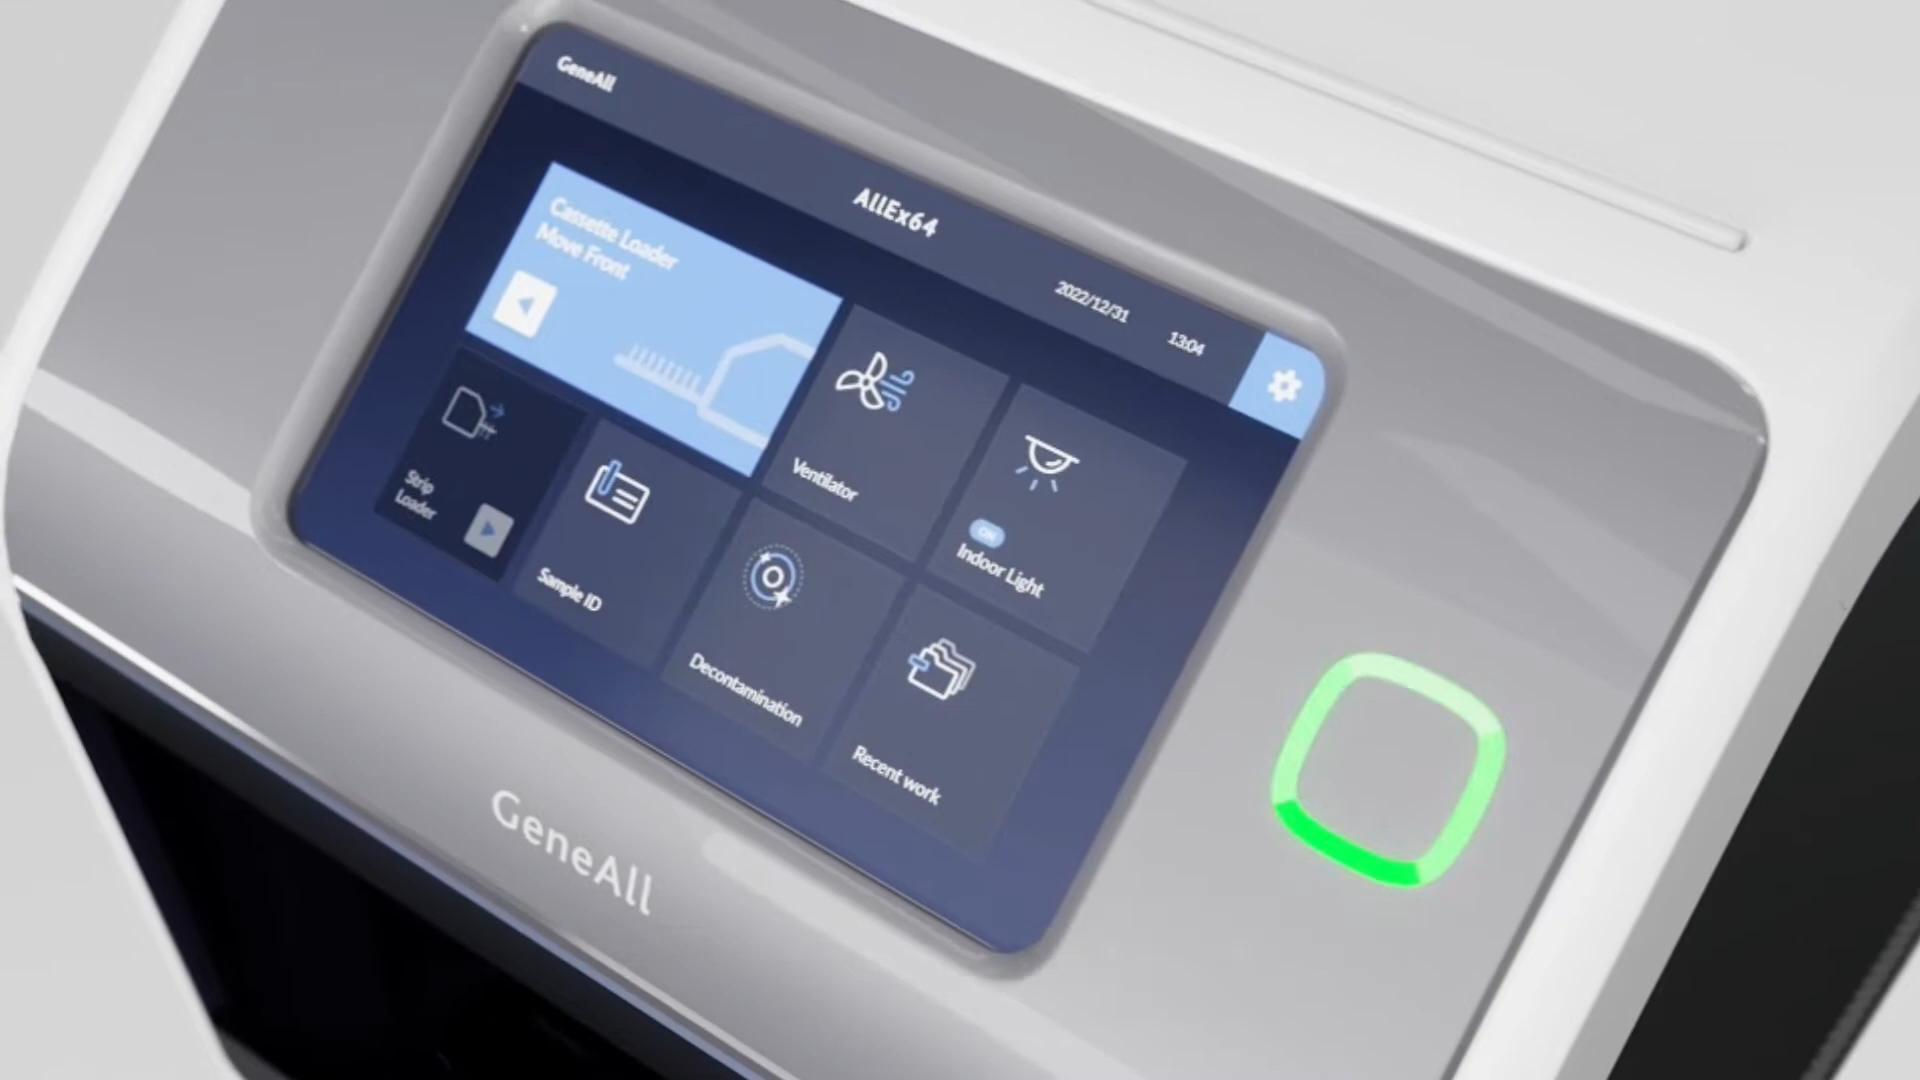 GeneAll
AllEx64
2022/12/31
13:04
Cassette Loader
Move Front
Ventilator
ON
Indoor Light
Strip
Loader
Sample ID
Decontamination
Recent work
GeneAll